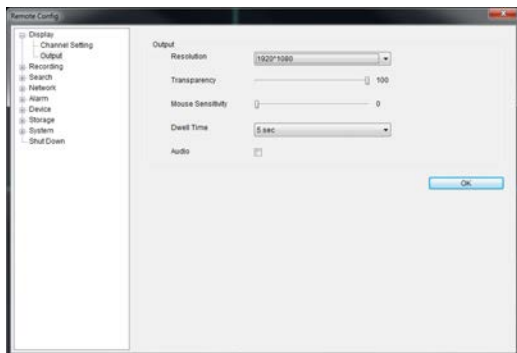 Remote Config
Display
Channel Setting
Output
Recording
Search
Network
Alarm
Device
Storage
System
Shut Down
Output
Resolution 1920*1080
Transparency 100
Mouse Sensitivity 0
Dwell Time 5 sec
Audio
OK